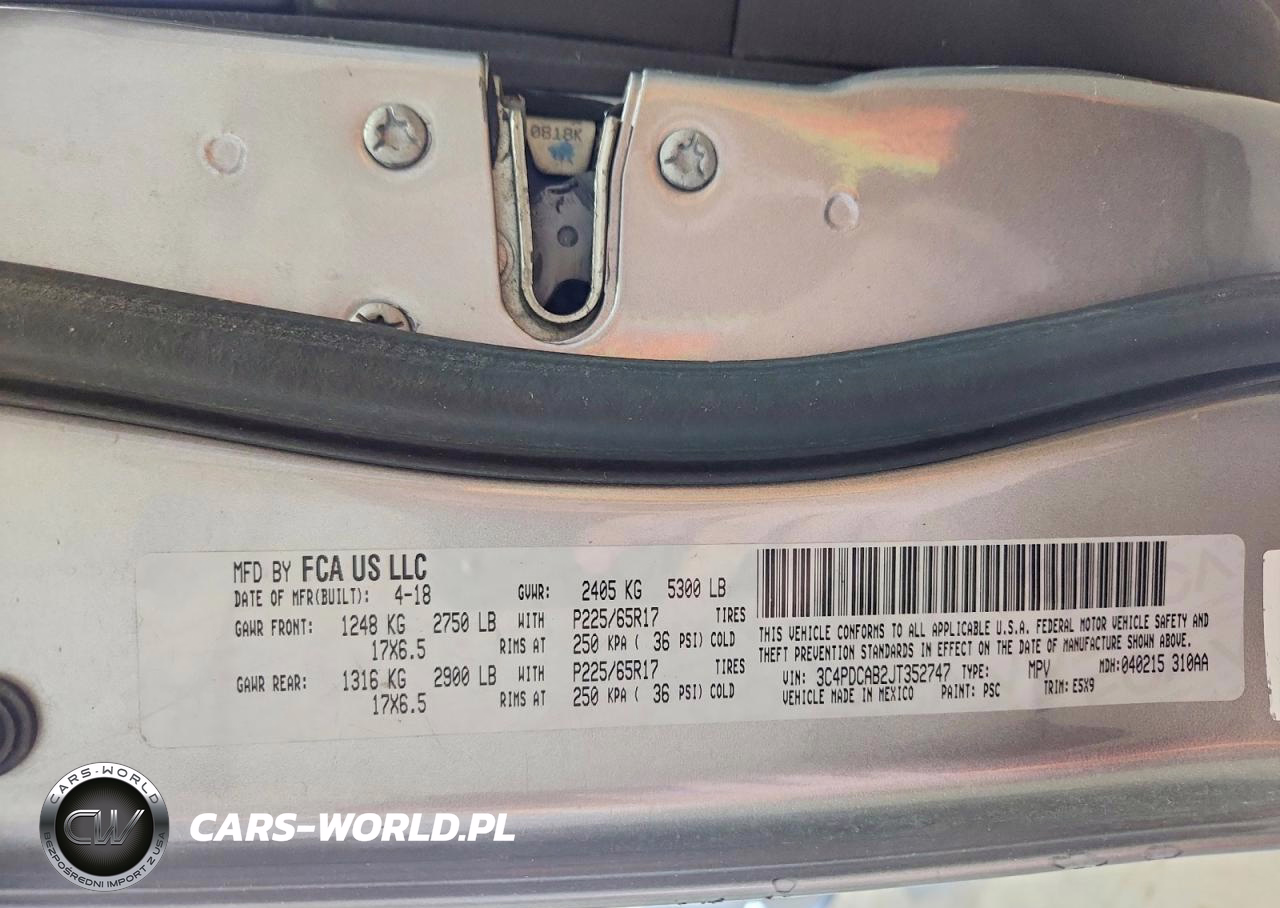 0818K
MFD BY FCA US LLC
DATE OF MFR(BUILT): 4-18 GVWR: 2405 KG 5300 LB
GAWR FRONT: 1248 KG 2750 LB WITH P225/65R17 TIRES
17X6.5 RIMS AT 250 KPA ( 36 PSI) COLD
GAWR REAR: 1316 KG 2900 LB WITH P225/65R17 TIRES
17X6.5 RIMS AT 250 KPA ( 36 PSI) COLD
THIS VEHICLE CONFORMS TO ALL APPLICABLE U.S.A. FEDERAL MOTOR VEHICLE SAFETY AND
THEFT PREVENTION STANDARDS IN EFFECT ON THE DATE OF MANUFACTURE SHOWN ABOVE.
VIN: 3C4PDCAB2JT352747 TYPE: MPV MDH:040215 310AA
VEHICLE MADE IN MEXICO PAINT: PSC TRIM: E5X9
CARS-WORLD
CW
BEZPOŚREDNI IMPORT Z USA
CARS-WORLD.PL